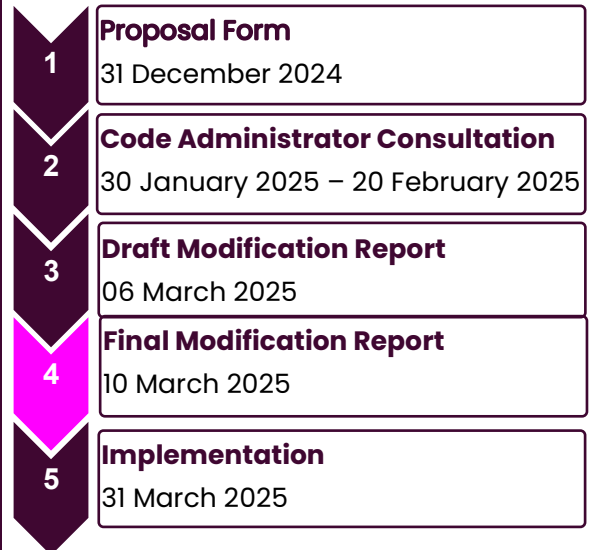 1
Proposal Form
31 December 2024
2
Code Administrator Consultation
30 January 2025 – 20 February 2025
3
Draft Modification Report
06 March 2025
4
Final Modification Report
10 March 2025
5
Implementation
31 March 2025